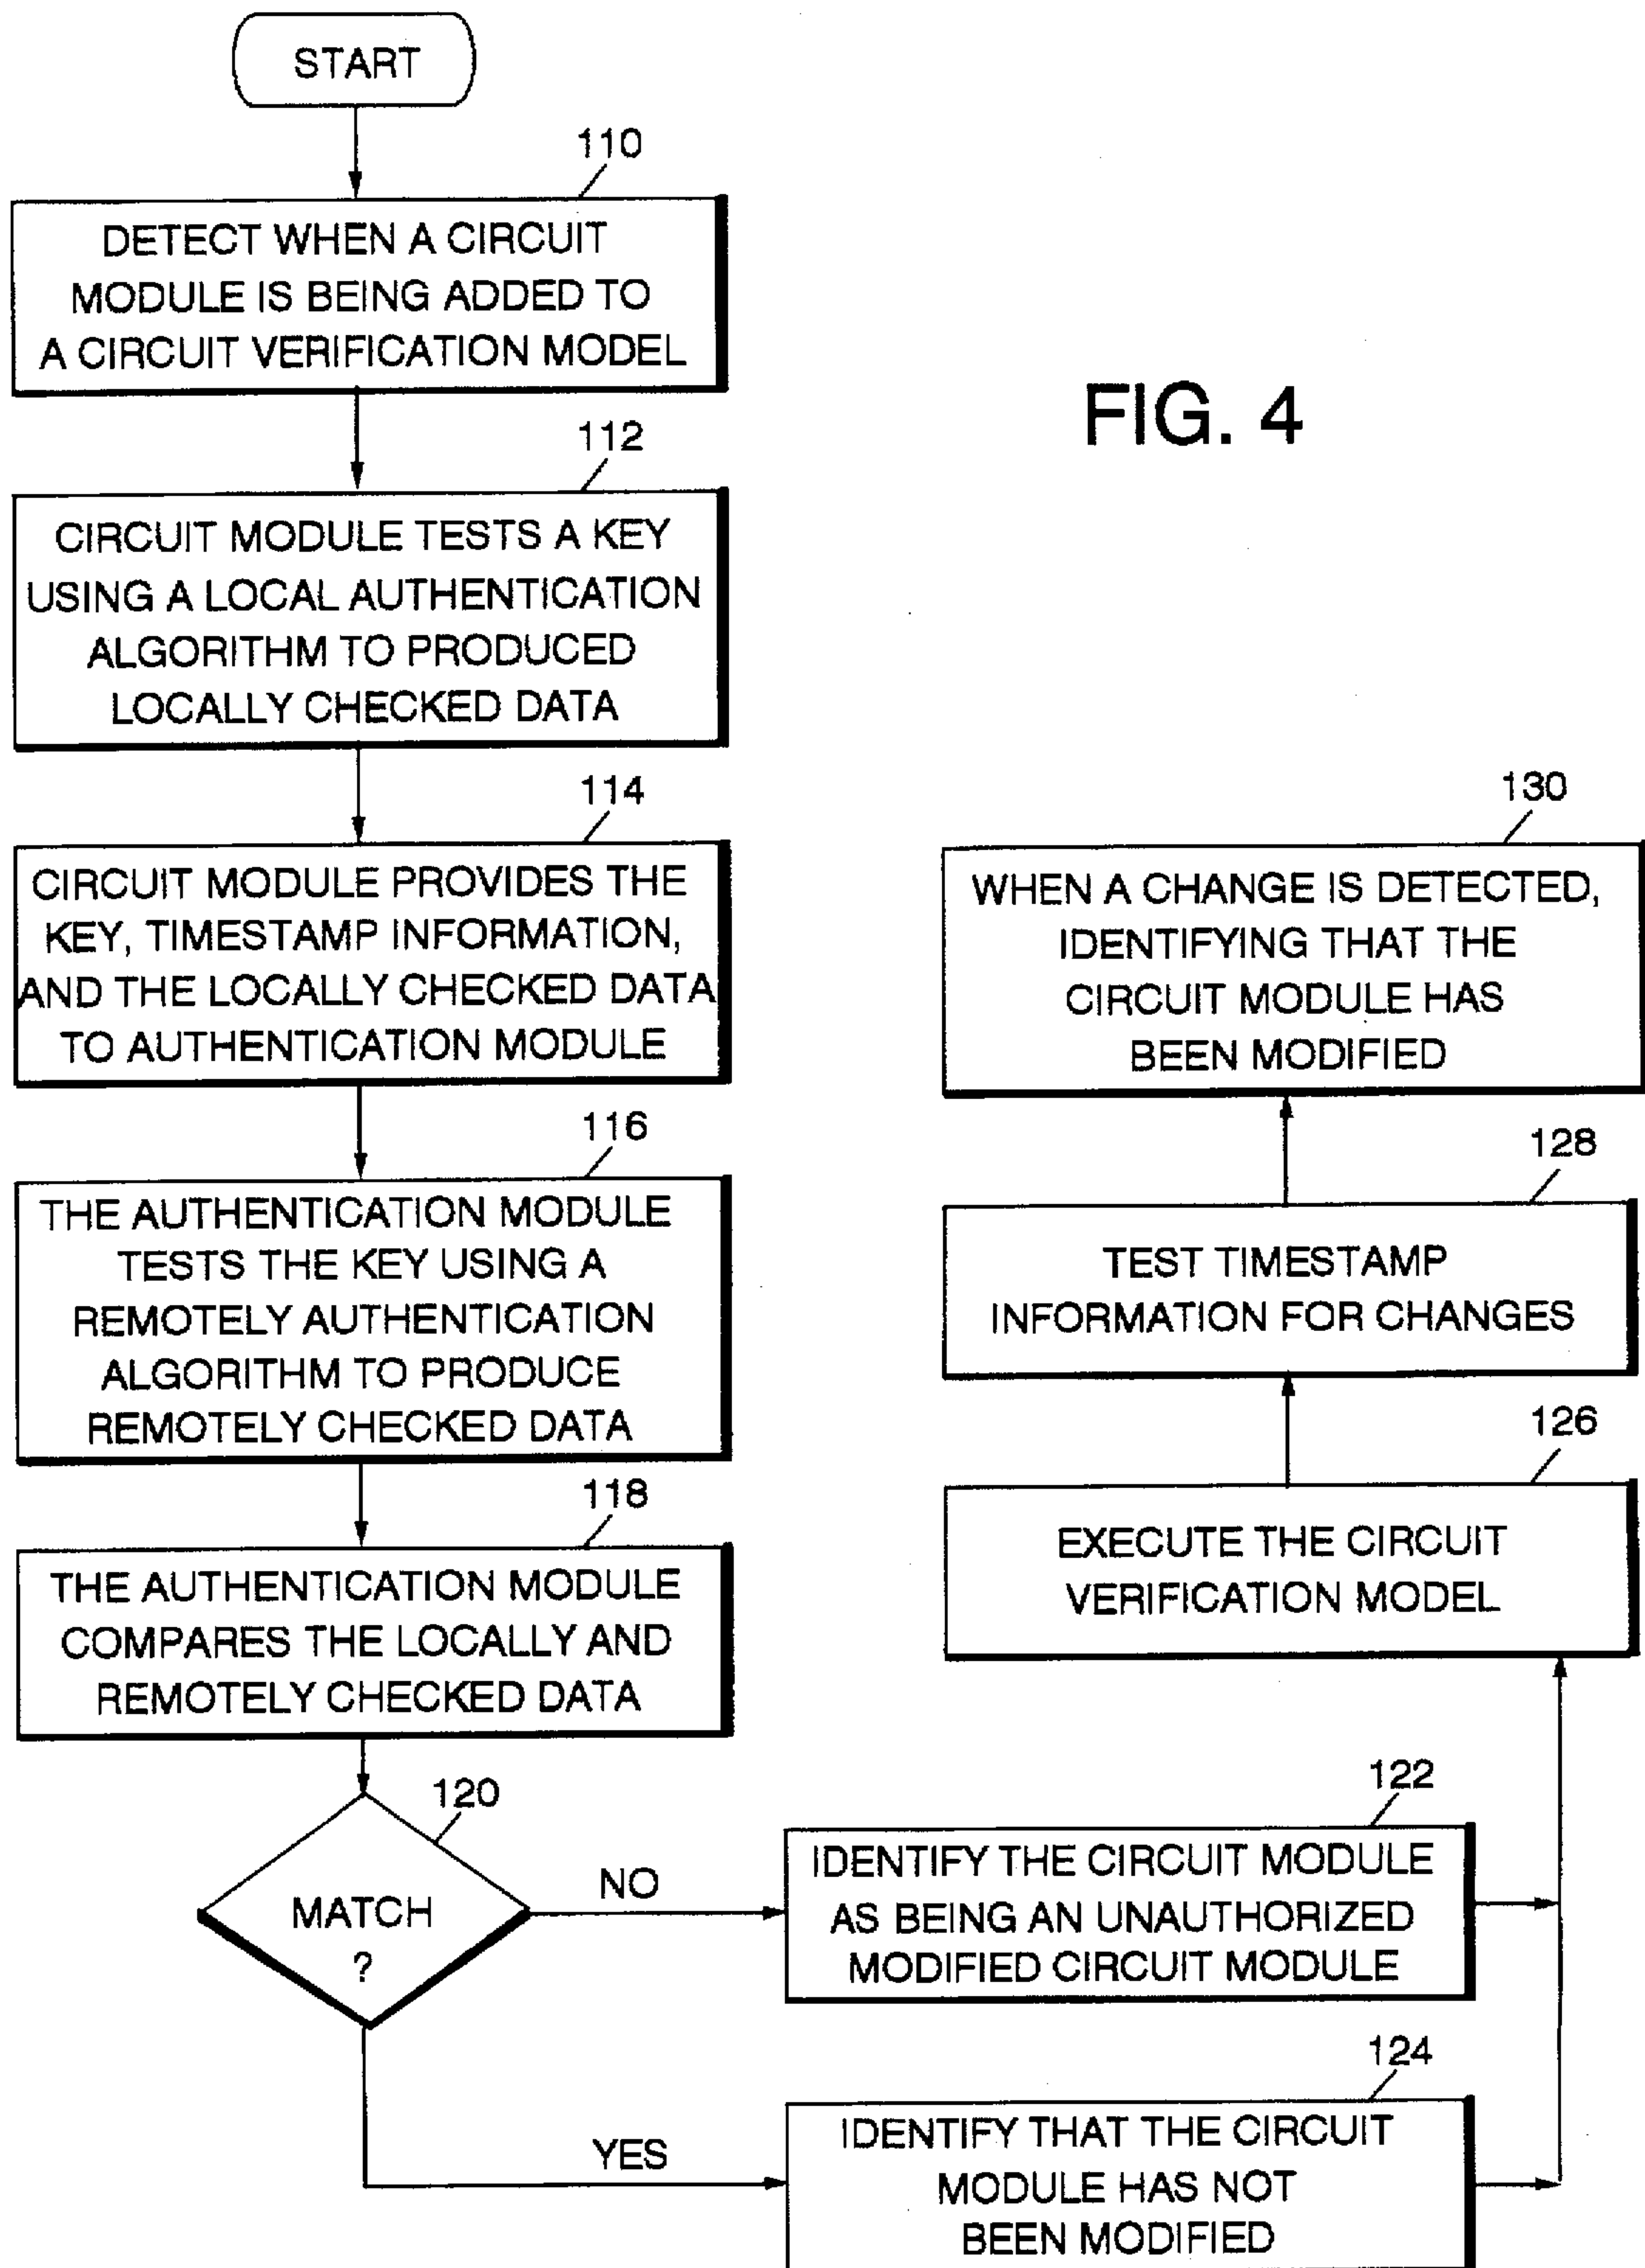 START
110
DETECT WHEN A CIRCUIT
MODULE IS BEING ADDED TO
A CIRCUIT VERIFICATION MODEL
FIG. 4
112
CIRCUIT MODULE TESTS A KEY
USING A LOCAL AUTHENTICATION
ALGORITHM TO PRODUCED
LOCALLY CHECKED DATA
114
CIRCUIT MODULE PROVIDES THE
KEY, TIMESTAMP INFORMATION,
AND THE LOCALLY CHECKED DATA
TO AUTHENTICATION MODULE
116
THE AUTHENTICATION MODULE
TESTS THE KEY USING A
REMOTELY AUTHENTICATION
ALGORITHM TO PRODUCE
REMOTELY CHECKED DATA
118
THE AUTHENTICATION MODULE
COMPARES THE LOCALLY AND
REMOTELY CHECKED DATA
120
MATCH
?
NO
122
IDENTIFY THE CIRCUIT MODULE
AS BEING AN UNAUTHORIZED
MODIFIED CIRCUIT MODULE
YES
124
IDENTIFY THAT THE CIRCUIT
MODULE HAS NOT
BEEN MODIFIED
126
EXECUTE THE CIRCUIT
VERIFICATION MODEL
128
TEST TIMESTAMP
INFORMATION FOR CHANGES
130
WHEN A CHANGE IS DETECTED,
IDENTIFYING THAT THE
CIRCUIT MODULE HAS
BEEN MODIFIED